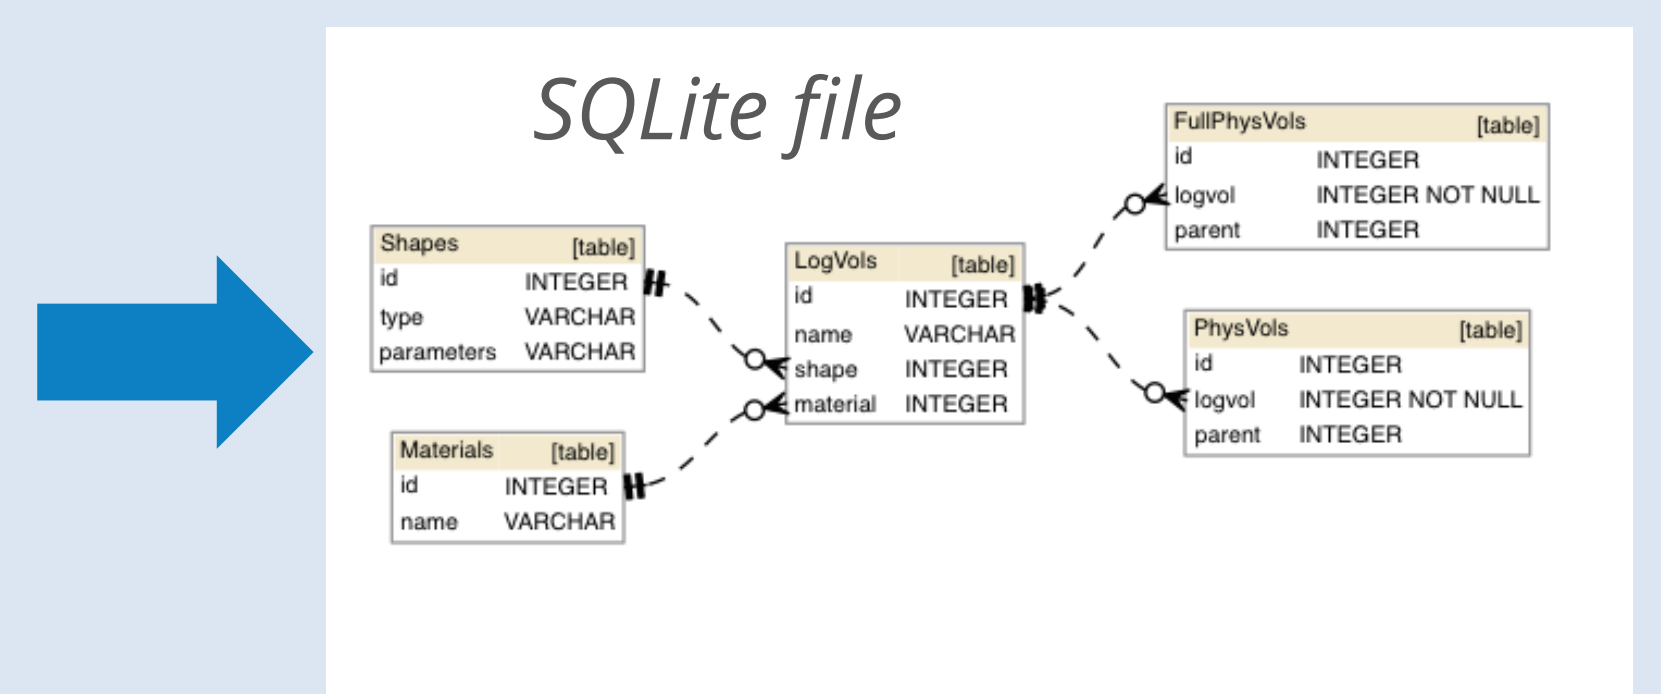 SQLite file
Shapes [table]
id INTEGER
type VARCHAR
parameters VARCHAR
Materials [table]
id INTEGER
name VARCHAR
LogVols [table]
id INTEGER
name VARCHAR
shape INTEGER
material INTEGER
FullPhysVols [table]
id INTEGER
logvol INTEGER NOT NULL
parent INTEGER
PhysVols [table]
id INTEGER
logvol INTEGER NOT NULL
parent INTEGER